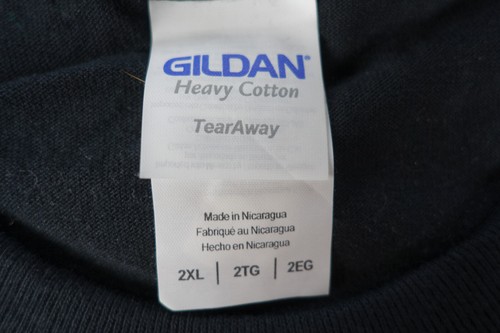 GILDAN®
Heavy Cotton
TearAway
Made in Nicaragua
Fabriqué au Nicaragua
Hecho en Nicaragua
2XL | 2TG | 2EG